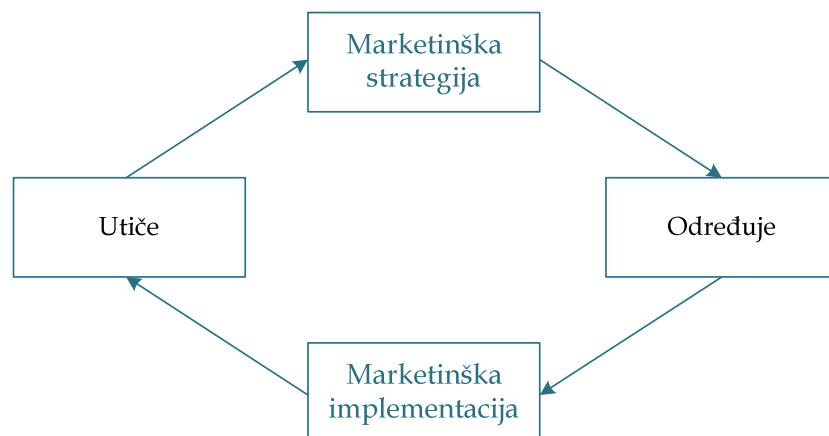 Marketinška
strategija
Utiče
Određuje
Marketinška
implementacija